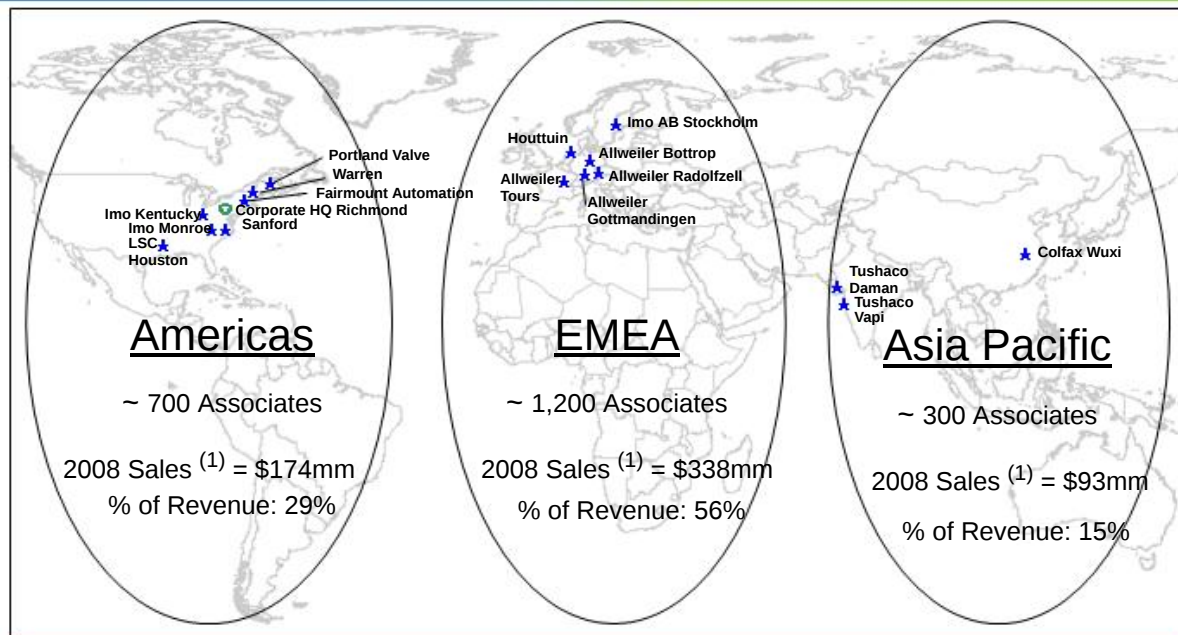 Portland Valve
Warren
Fairmount Automation
Corporate HQ Richmond
Imo Kentucky
Imo Monroe
Sanford
LSC
Houston
Americas
~ 700 Associates
2008 Sales (1) = $174mm
% of Revenue: 29%
Imo AB Stockholm
Houttuin
Allweiler Bottrop
Allweiler
Tours
Allweiler Radolfzell
Allweiler
Gottmandingen
EMEA
~ 1,200 Associates
2008 Sales (1) = $338mm
% of Revenue: 56%
Colfax Wuxi
Tushaco
Daman
Tushaco
Vapi
Asia Pacific
~ 300 Associates
2008 Sales (1) = $93mm
% of Revenue: 15%